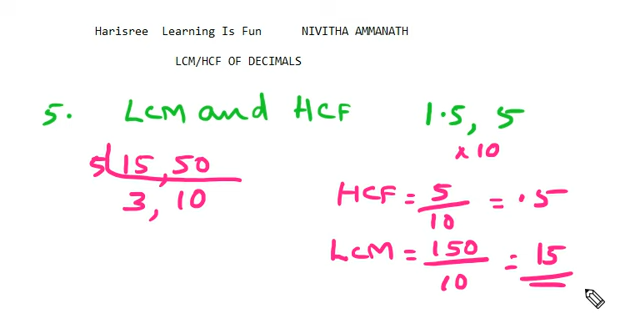 Harisree Learning Is Fun NIVITHA AMMANATH
LCM/HCF OF DECIMALS
5. LCM and HCF 1.5, 5
× 10
5 15, 50
3, 10
HCF = 5/10 = .5
LCM = 150/10 = 15